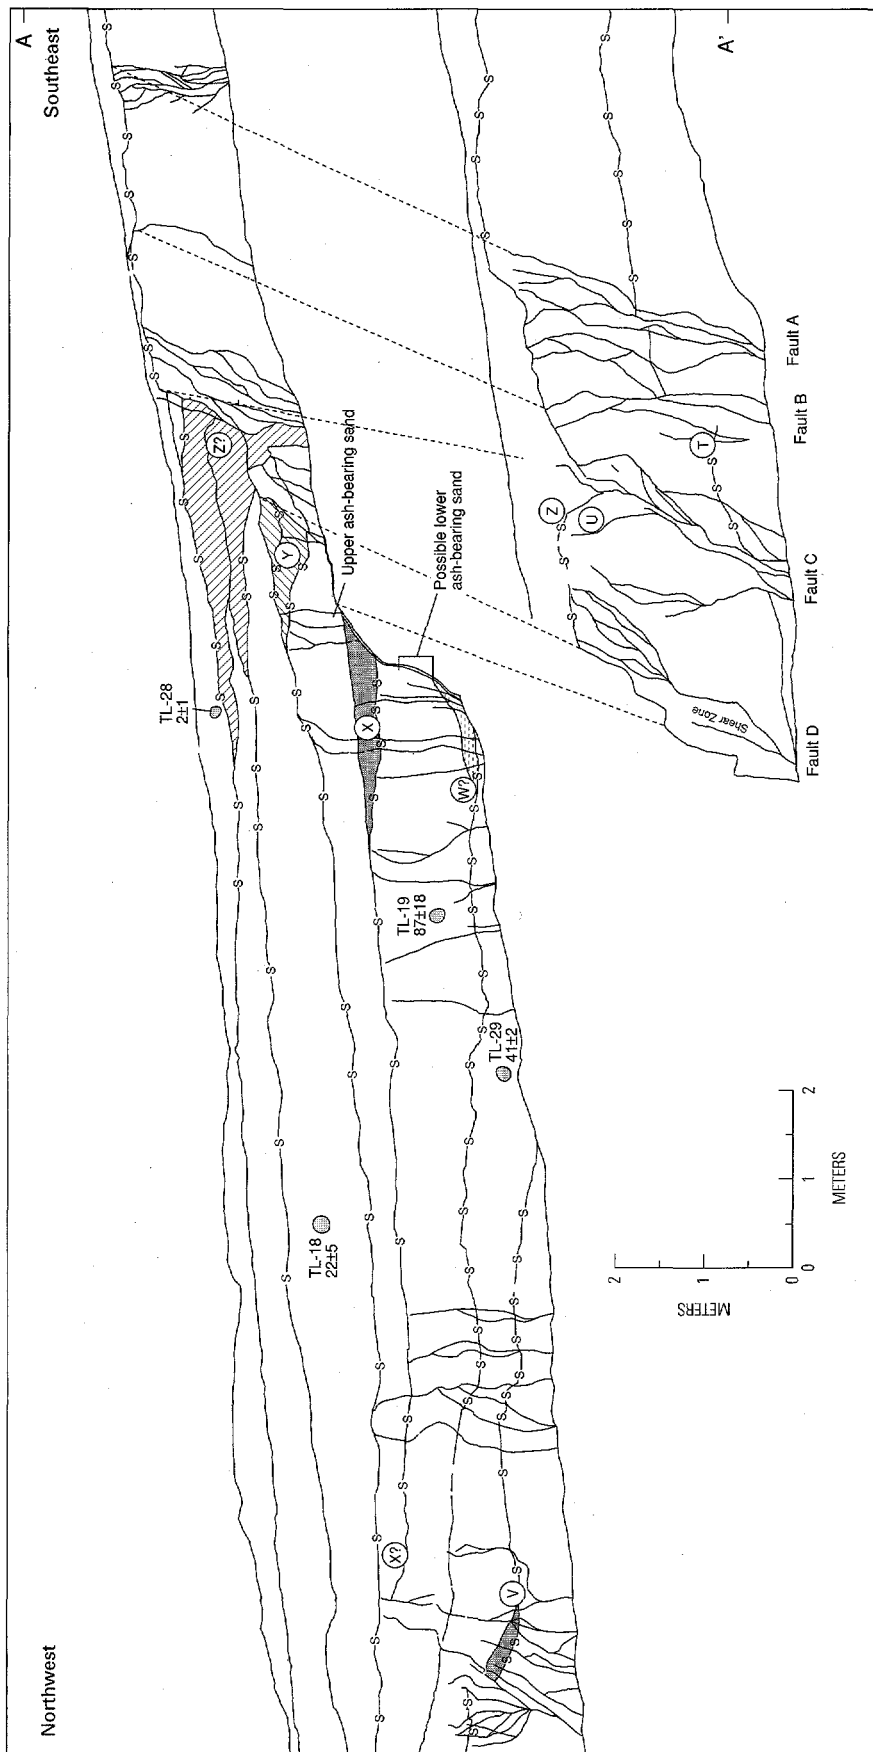 Northwest
Southeast
A
TL-28
2±1
Z?
Y
Upper ash-bearing sand
Possible lower
ash-bearing sand
TL-18
22±5
X
X?
W?
TL-19
87±18
TL-29
41±2
V
A'
Z
U
T
Shear Zone
Fault D
Fault C
Fault B
Fault A
2
1
0
METERS
0
1
2
METERS
S